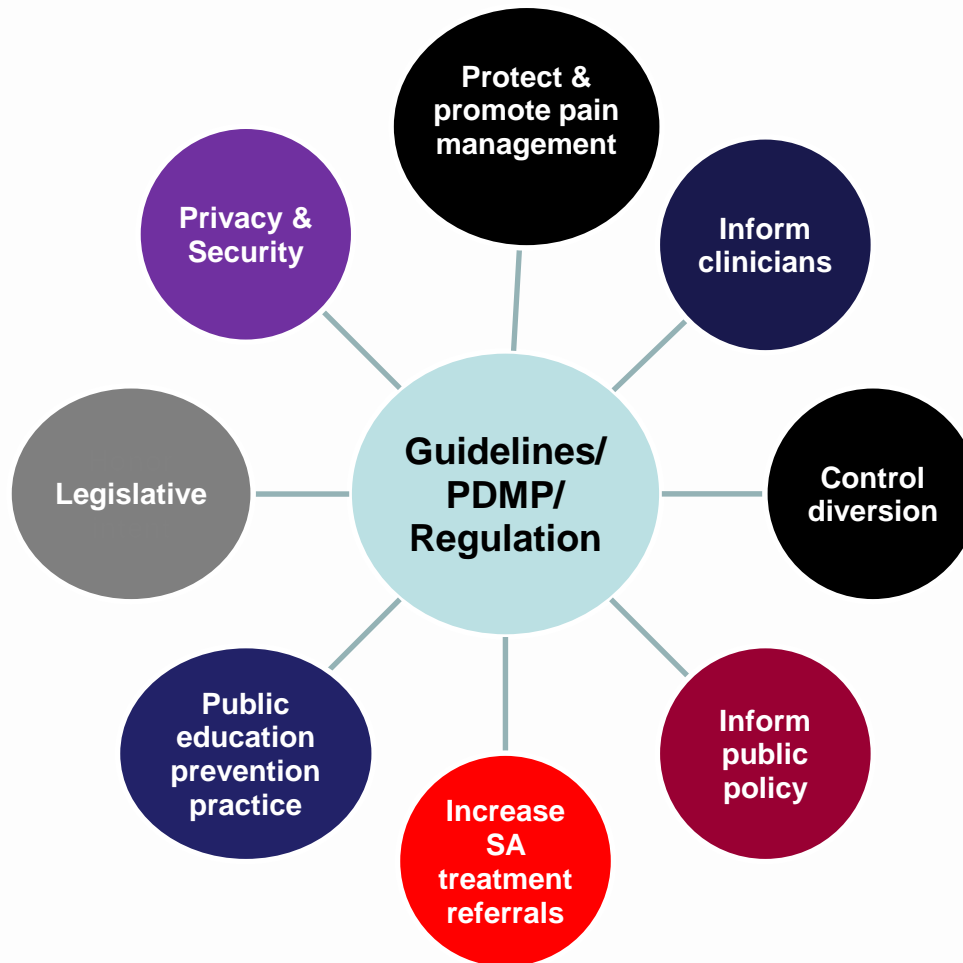 Protect &
promote pain
management
Privacy &
Security
Inform
clinicians
Guidelines/
PDMP/
Regulation
Legislative
Control
diversion
Public
education
prevention
practice
Inform
public
policy
Increase
SA
treatment
referrals